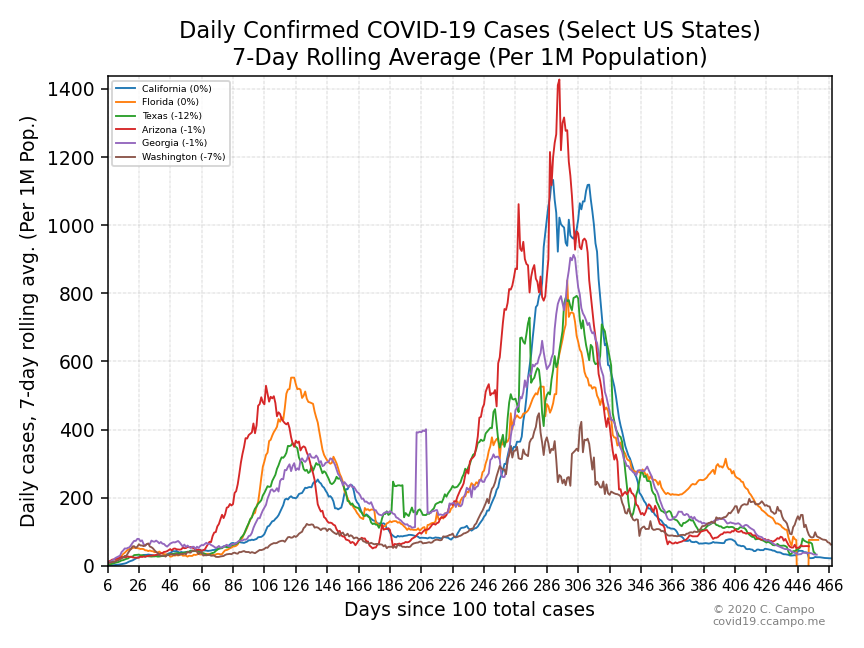 Daily Confirmed COVID-19 Cases (Select US States)
7-Day Rolling Average (Per 1M Population)
Daily cases, 7-day rolling avg. (Per 1M Pop.)
1400
1200
1000
800
600
400
200
0
California (0%)
Florida (0%)
Texas (-12%)
Arizona (-1%)
Georgia (-1%)
Washington (-7%)
6 26 46 66 86 106 126 146 166 186 206 226 246 266 286 306 326 346 366 386 406 426 446 466
Days since 100 total cases
© 2020 C. Campo
covid19.ccampo.me